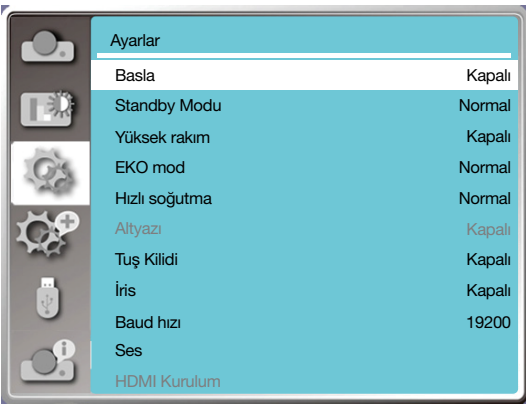 Ayarlar
Basla Kapalı
Standby Modu Normal
Yüksek rakım Kapalı
EKO mod Normal
Hızlı soğutma Normal
Altyazı Kapalı
Tuş Kilidi Kapalı
İris Kapalı
Baud hızı 19200
Ses
HDMI Kurulum